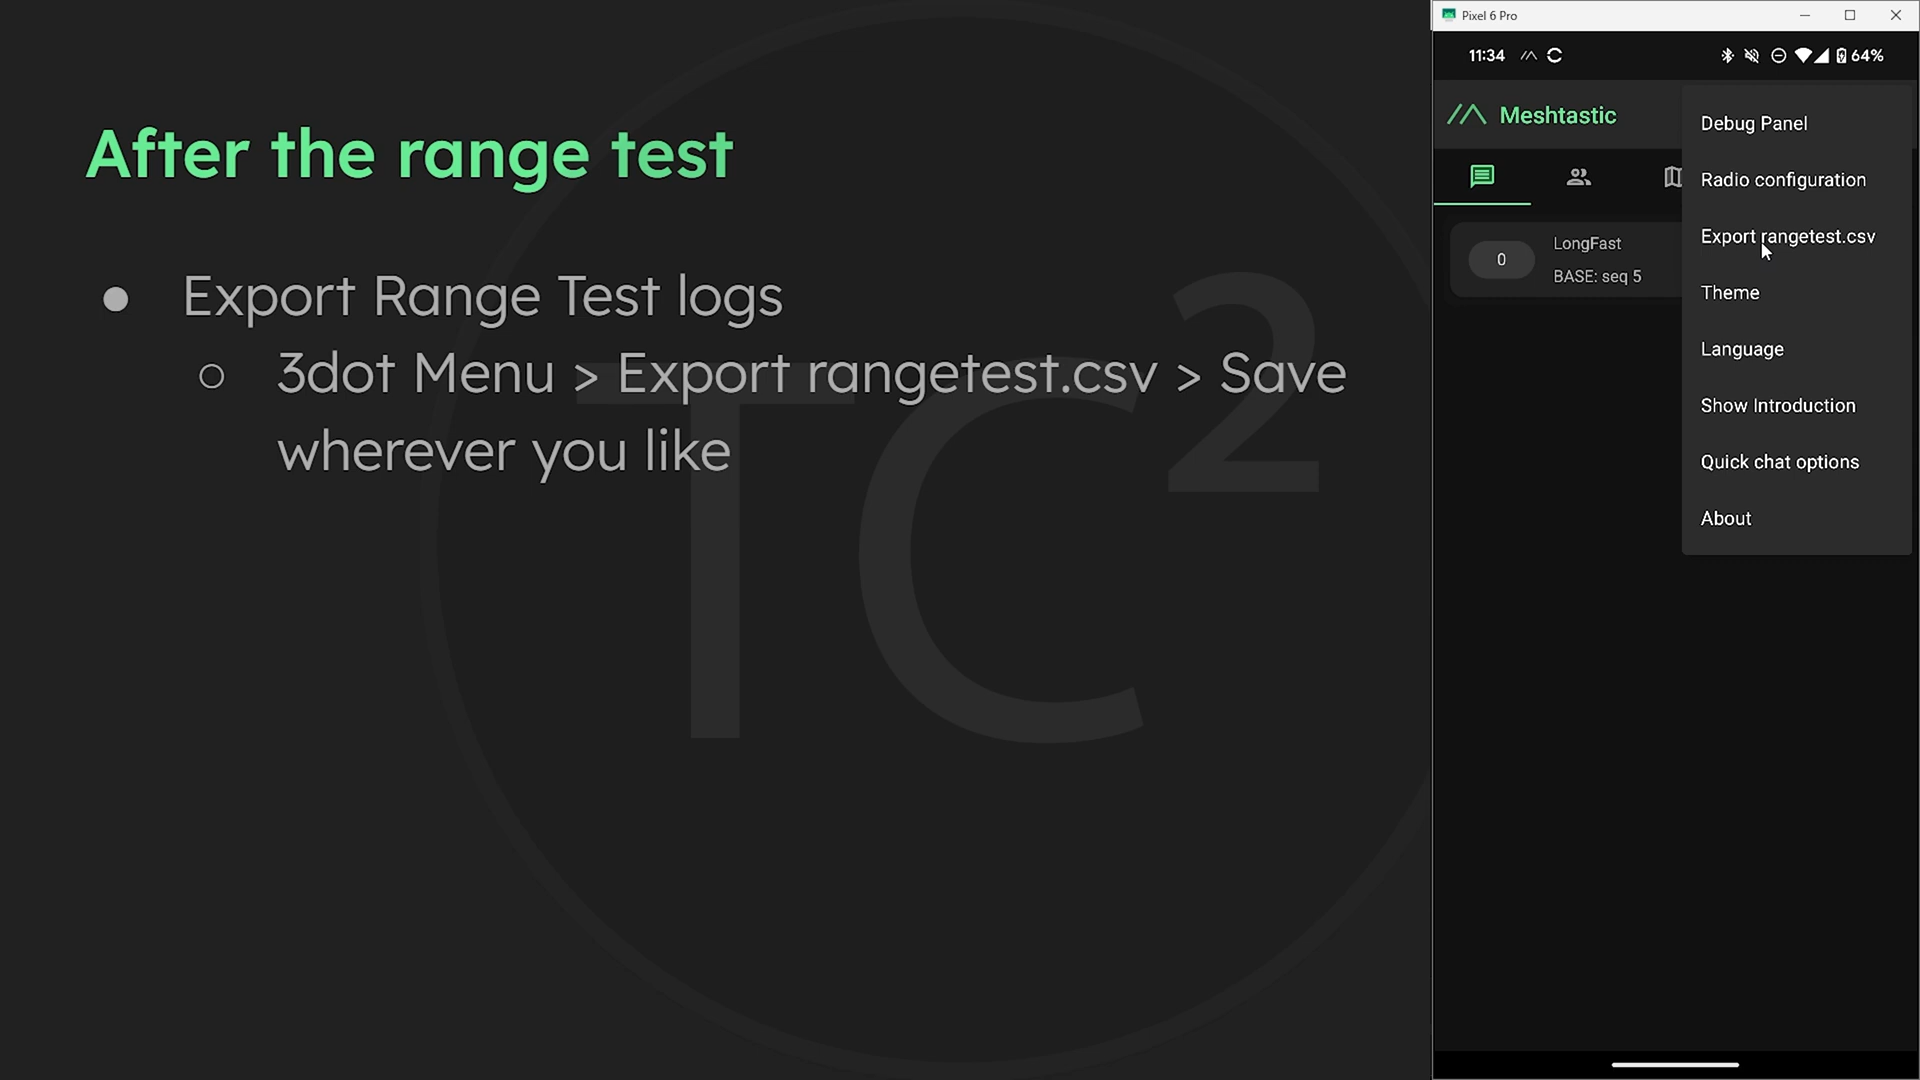 After the range test
● Export Range Test logs
○ 3dot Menu > Export rangetest.csv > Save
wherever you like
TC²
Pixel 6 Pro
11:34
64%
Meshtastic
0
LongFast
BASE: seq 5
Debug Panel
Radio configuration
Export rangetest.csv
Theme
Language
Show Introduction
Quick chat options
About